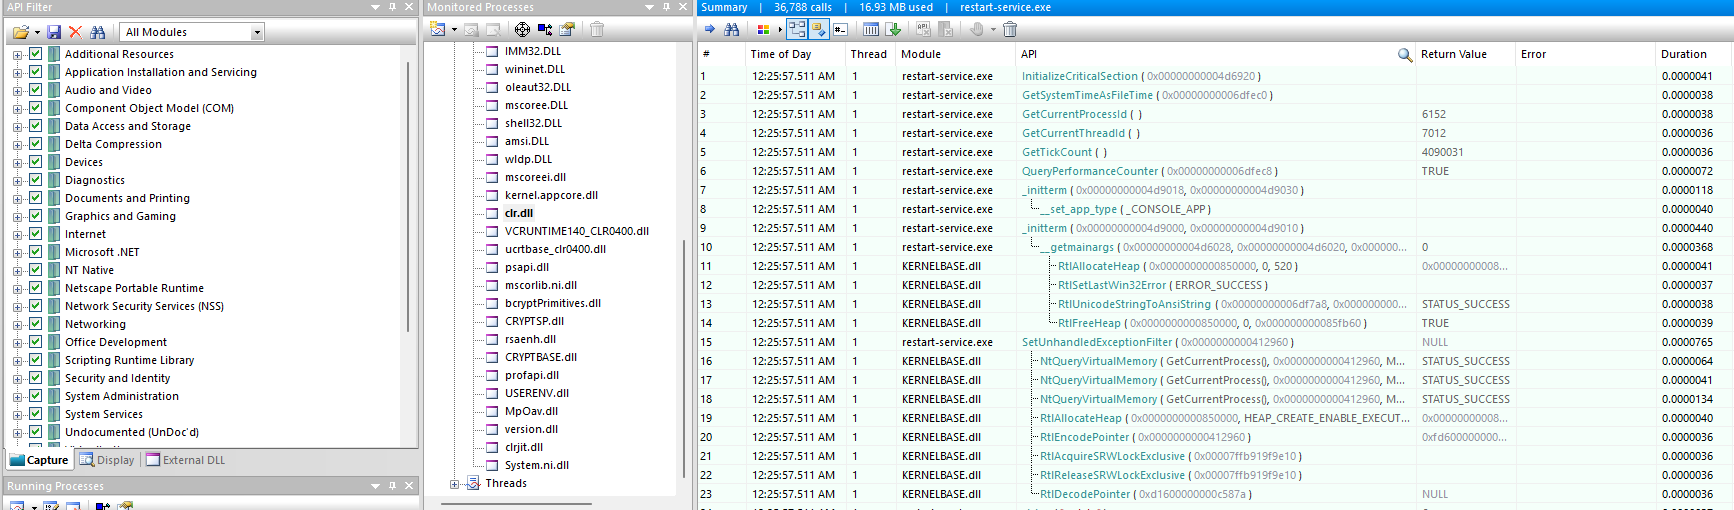 API Filter
All Modules
Additional Resources
Application Installation and Servicing
Audio and Video
Component Object Model (COM)
Data Access and Storage
Delta Compression
Devices
Diagnostics
Documents and Printing
Graphics and Gaming
Internet
Microsoft .NET
NT Native
Netscape Portable Runtime
Network Security Services (NSS)
Networking
Office Development
Scripting Runtime Library
Security and Identity
System Administration
System Services
Undocumented (UnDoc'd)
Capture Display External DLL
Running Processes
Monitored Processes
IMM32.DLL
wininet.DLL
oleaut32.DLL
mscoree.DLL
shell32.DLL
amsi.DLL
wldp.DLL
mscoreei.dll
kernel.appcore.dll
clr.dll
VCRUNTIME140_CLR0400.dll
ucrtbase_clr0400.dll
psapi.dll
mscorlib.ni.dll
bcryptPrimitives.dll
CRYPTSP.dll
rsaenh.dll
CRYPTBASE.dll
profapi.dll
USERENV.dll
MpOav.dll
version.dll
clrjit.dll
System.ni.dll
Threads
Summary | 36,788 calls | 16.93 MB used | restart-service.exe
# Time of Day Thread Module API Return Value Error Duration
1 12:25:57.511 AM 1 restart-service.exe InitializeCriticalSection ( 0x00000000004d6920 ) 0.0000041
2 12:25:57.511 AM 1 restart-service.exe GetSystemTimeAsFileTime ( 0x00000000006dfec0 ) 0.0000038
3 12:25:57.511 AM 1 restart-service.exe GetCurrentProcessId ( ) 6152 0.0000038
4 12:25:57.511 AM 1 restart-service.exe GetCurrentThreadId ( ) 7012 0.0000036
5 12:25:57.511 AM 1 restart-service.exe GetTickCount ( ) 4090031 0.0000036
6 12:25:57.511 AM 1 restart-service.exe QueryPerformanceCounter ( 0x00000000006dfec8 ) TRUE 0.0000072
7 12:25:57.511 AM 1 restart-service.exe _initterm ( 0x00000000004d9018, 0x00000000004d9030 ) 0.0000118
8 12:25:57.511 AM 1 restart-service.exe __set_app_type ( _CONSOLE_APP ) 0.0000040
9 12:25:57.511 AM 1 restart-service.exe _initterm ( 0x00000000004d9000, 0x00000000004d9010 ) 0.0000440
10 12:25:57.511 AM 1 restart-service.exe __getmainargs ( 0x00000000004d6028, 0x00000000004d6020, 0x000000... 0 0.0000368
11 12:25:57.511 AM 1 KERNELBASE.dll RtlAllocateHeap ( 0x0000000000850000, 0, 520 ) 0x00000000008... 0.0000041
12 12:25:57.511 AM 1 KERNELBASE.dll RtlSetLastWin32Error ( ERROR_SUCCESS ) 0.0000037
13 12:25:57.511 AM 1 KERNELBASE.dll RtlUnicodeStringToAnsiString ( 0x00000000006df7a8, 0x000000000... STATUS_SUCCESS 0.0000038
14 12:25:57.511 AM 1 KERNELBASE.dll RtlFreeHeap ( 0x0000000000850000, 0, 0x000000000085fb60 ) TRUE 0.0000039
15 12:25:57.511 AM 1 restart-service.exe SetUnhandledExceptionFilter ( 0x0000000000412960 ) NULL 0.0000765
16 12:25:57.511 AM 1 KERNELBASE.dll NtQueryVirtualMemory ( GetCurrentProcess(), 0x0000000000412960, M... STATUS_SUCCESS 0.0000064
17 12:25:57.511 AM 1 KERNELBASE.dll NtQueryVirtualMemory ( GetCurrentProcess(), 0x0000000000412960, M... STATUS_SUCCESS 0.0000041
18 12:25:57.511 AM 1 KERNELBASE.dll NtQueryVirtualMemory ( GetCurrentProcess(), 0x0000000000412960, M... STATUS_SUCCESS 0.0000134
19 12:25:57.511 AM 1 KERNELBASE.dll RtlAllocateHeap ( 0x0000000000850000, HEAP_CREATE_ENABLE_EXECUT... 0x00000000008... 0.0000040
20 12:25:57.511 AM 1 KERNELBASE.dll RtlEncodePointer ( 0x0000000000412960 ) 0xfd600000000... 0.0000036
21 12:25:57.511 AM 1 KERNELBASE.dll RtlAcquireSRWLockExclusive ( 0x00007ffb919f9e10 ) 0.0000036
22 12:25:57.511 AM 1 KERNELBASE.dll RtlReleaseSRWLockExclusive ( 0x00007ffb919f9e10 ) 0.0000036
23 12:25:57.511 AM 1 KERNELBASE.dll RtlDecodePointer ( 0xd1600000000c587a ) NULL 0.0000036